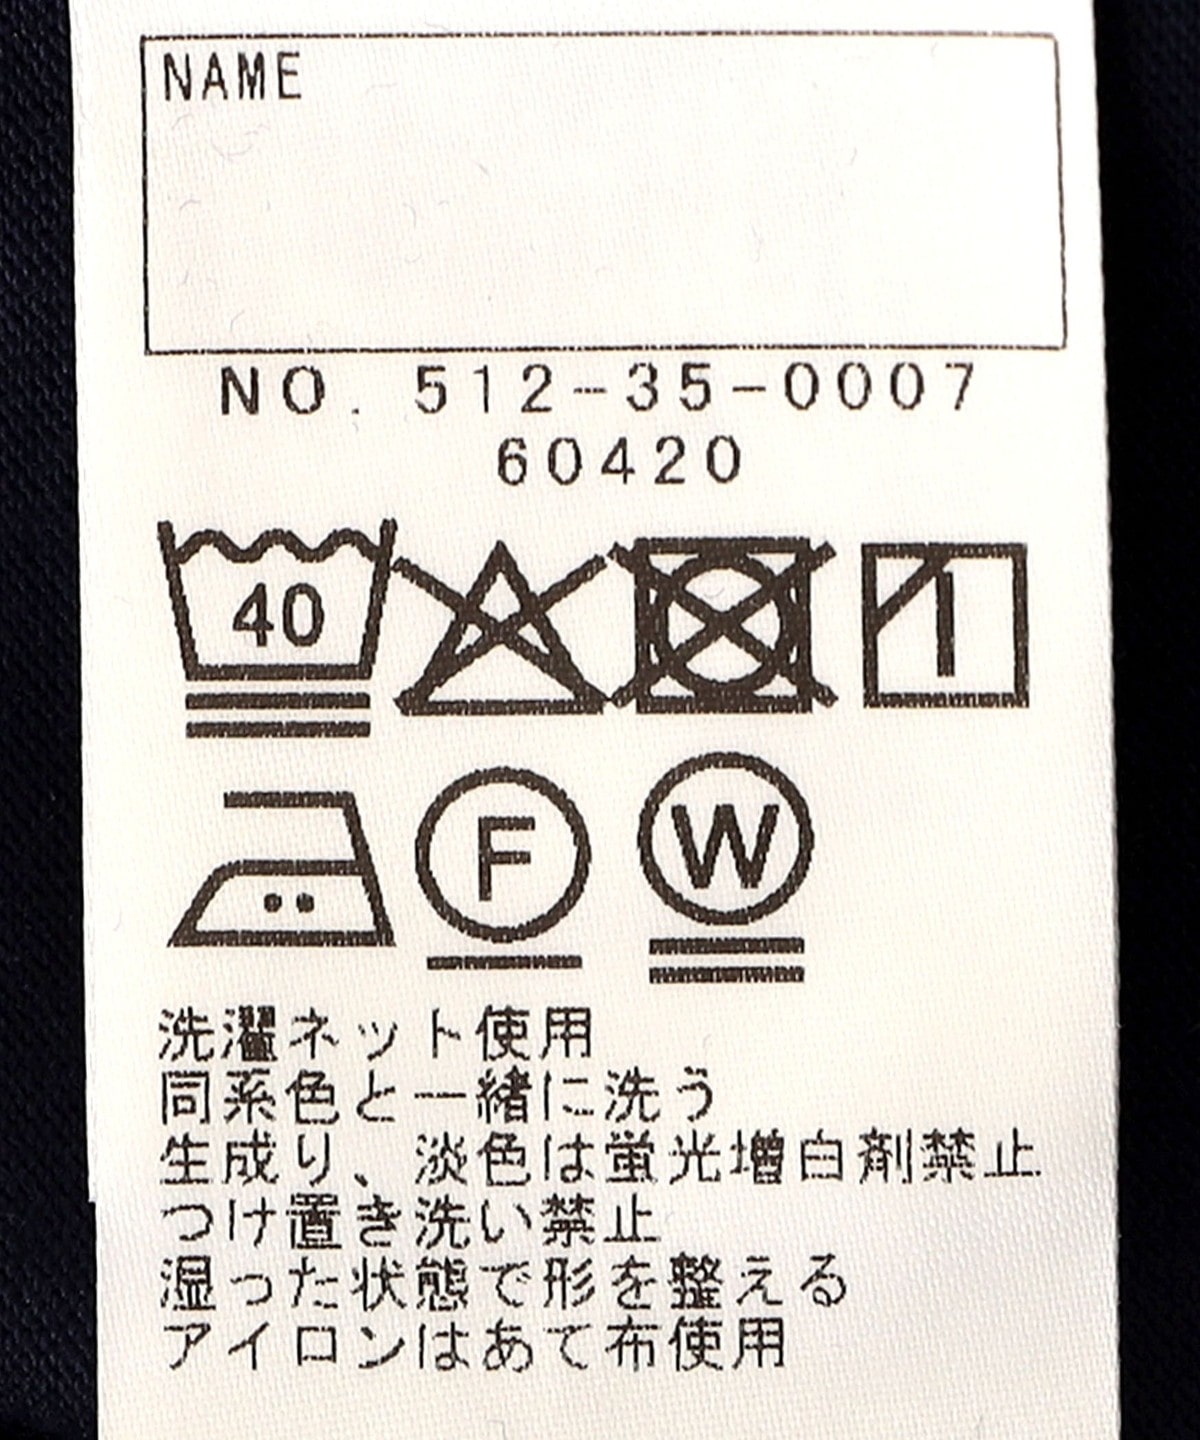 NAME
NO. 512-35-0007
60420
40
F W
洗濯ネット使用
同系色と一緒に洗う
生成り、淡色は蛍光増白剤禁止
つけ置き洗い禁止
湿った状態で形を整える
アイロンはあて布使用